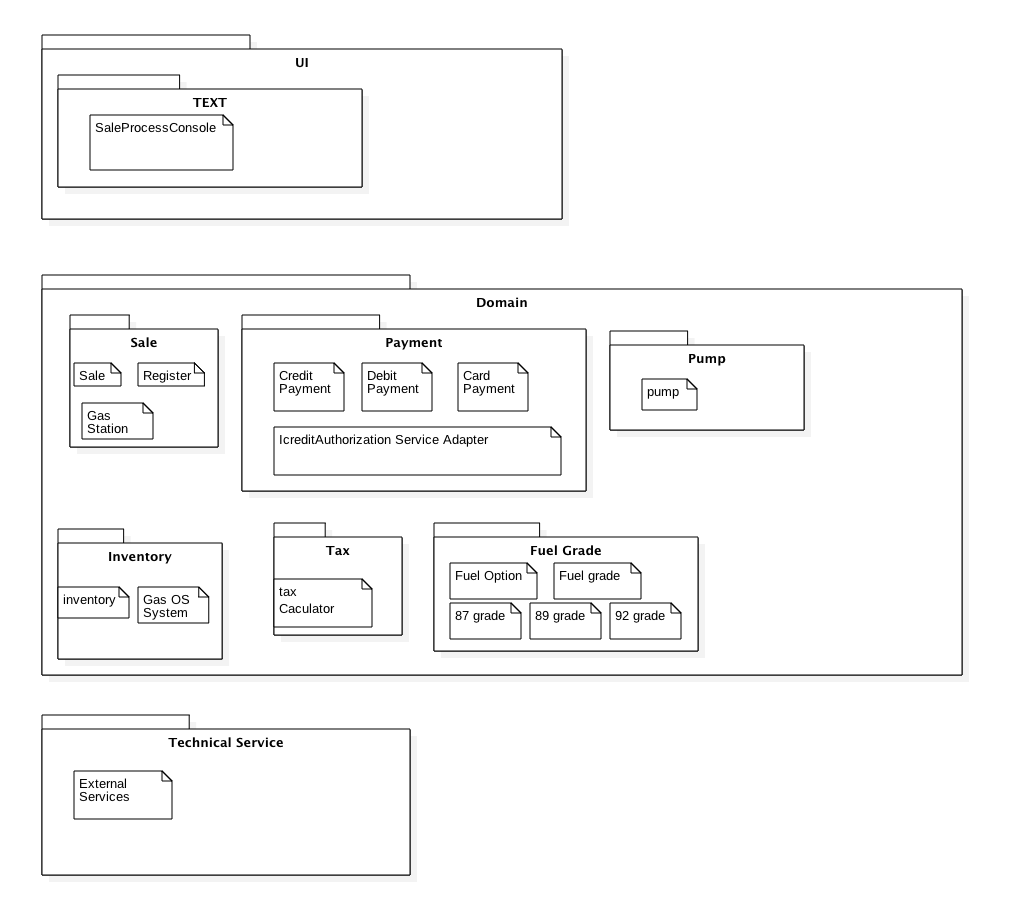 UI
TEXT
SaleProcessConsole
Domain
Sale
Sale
Register
Gas
Station
Payment
Credit
Payment
Debit
Payment
Card
Payment
IcreditAuthorization Service Adapter
Pump
pump
Inventory
inventory
Gas OS
System
Tax
tax
Caculator
Fuel Grade
Fuel Option
Fuel grade
87 grade
89 grade
92 grade
Technical Service
External
Services